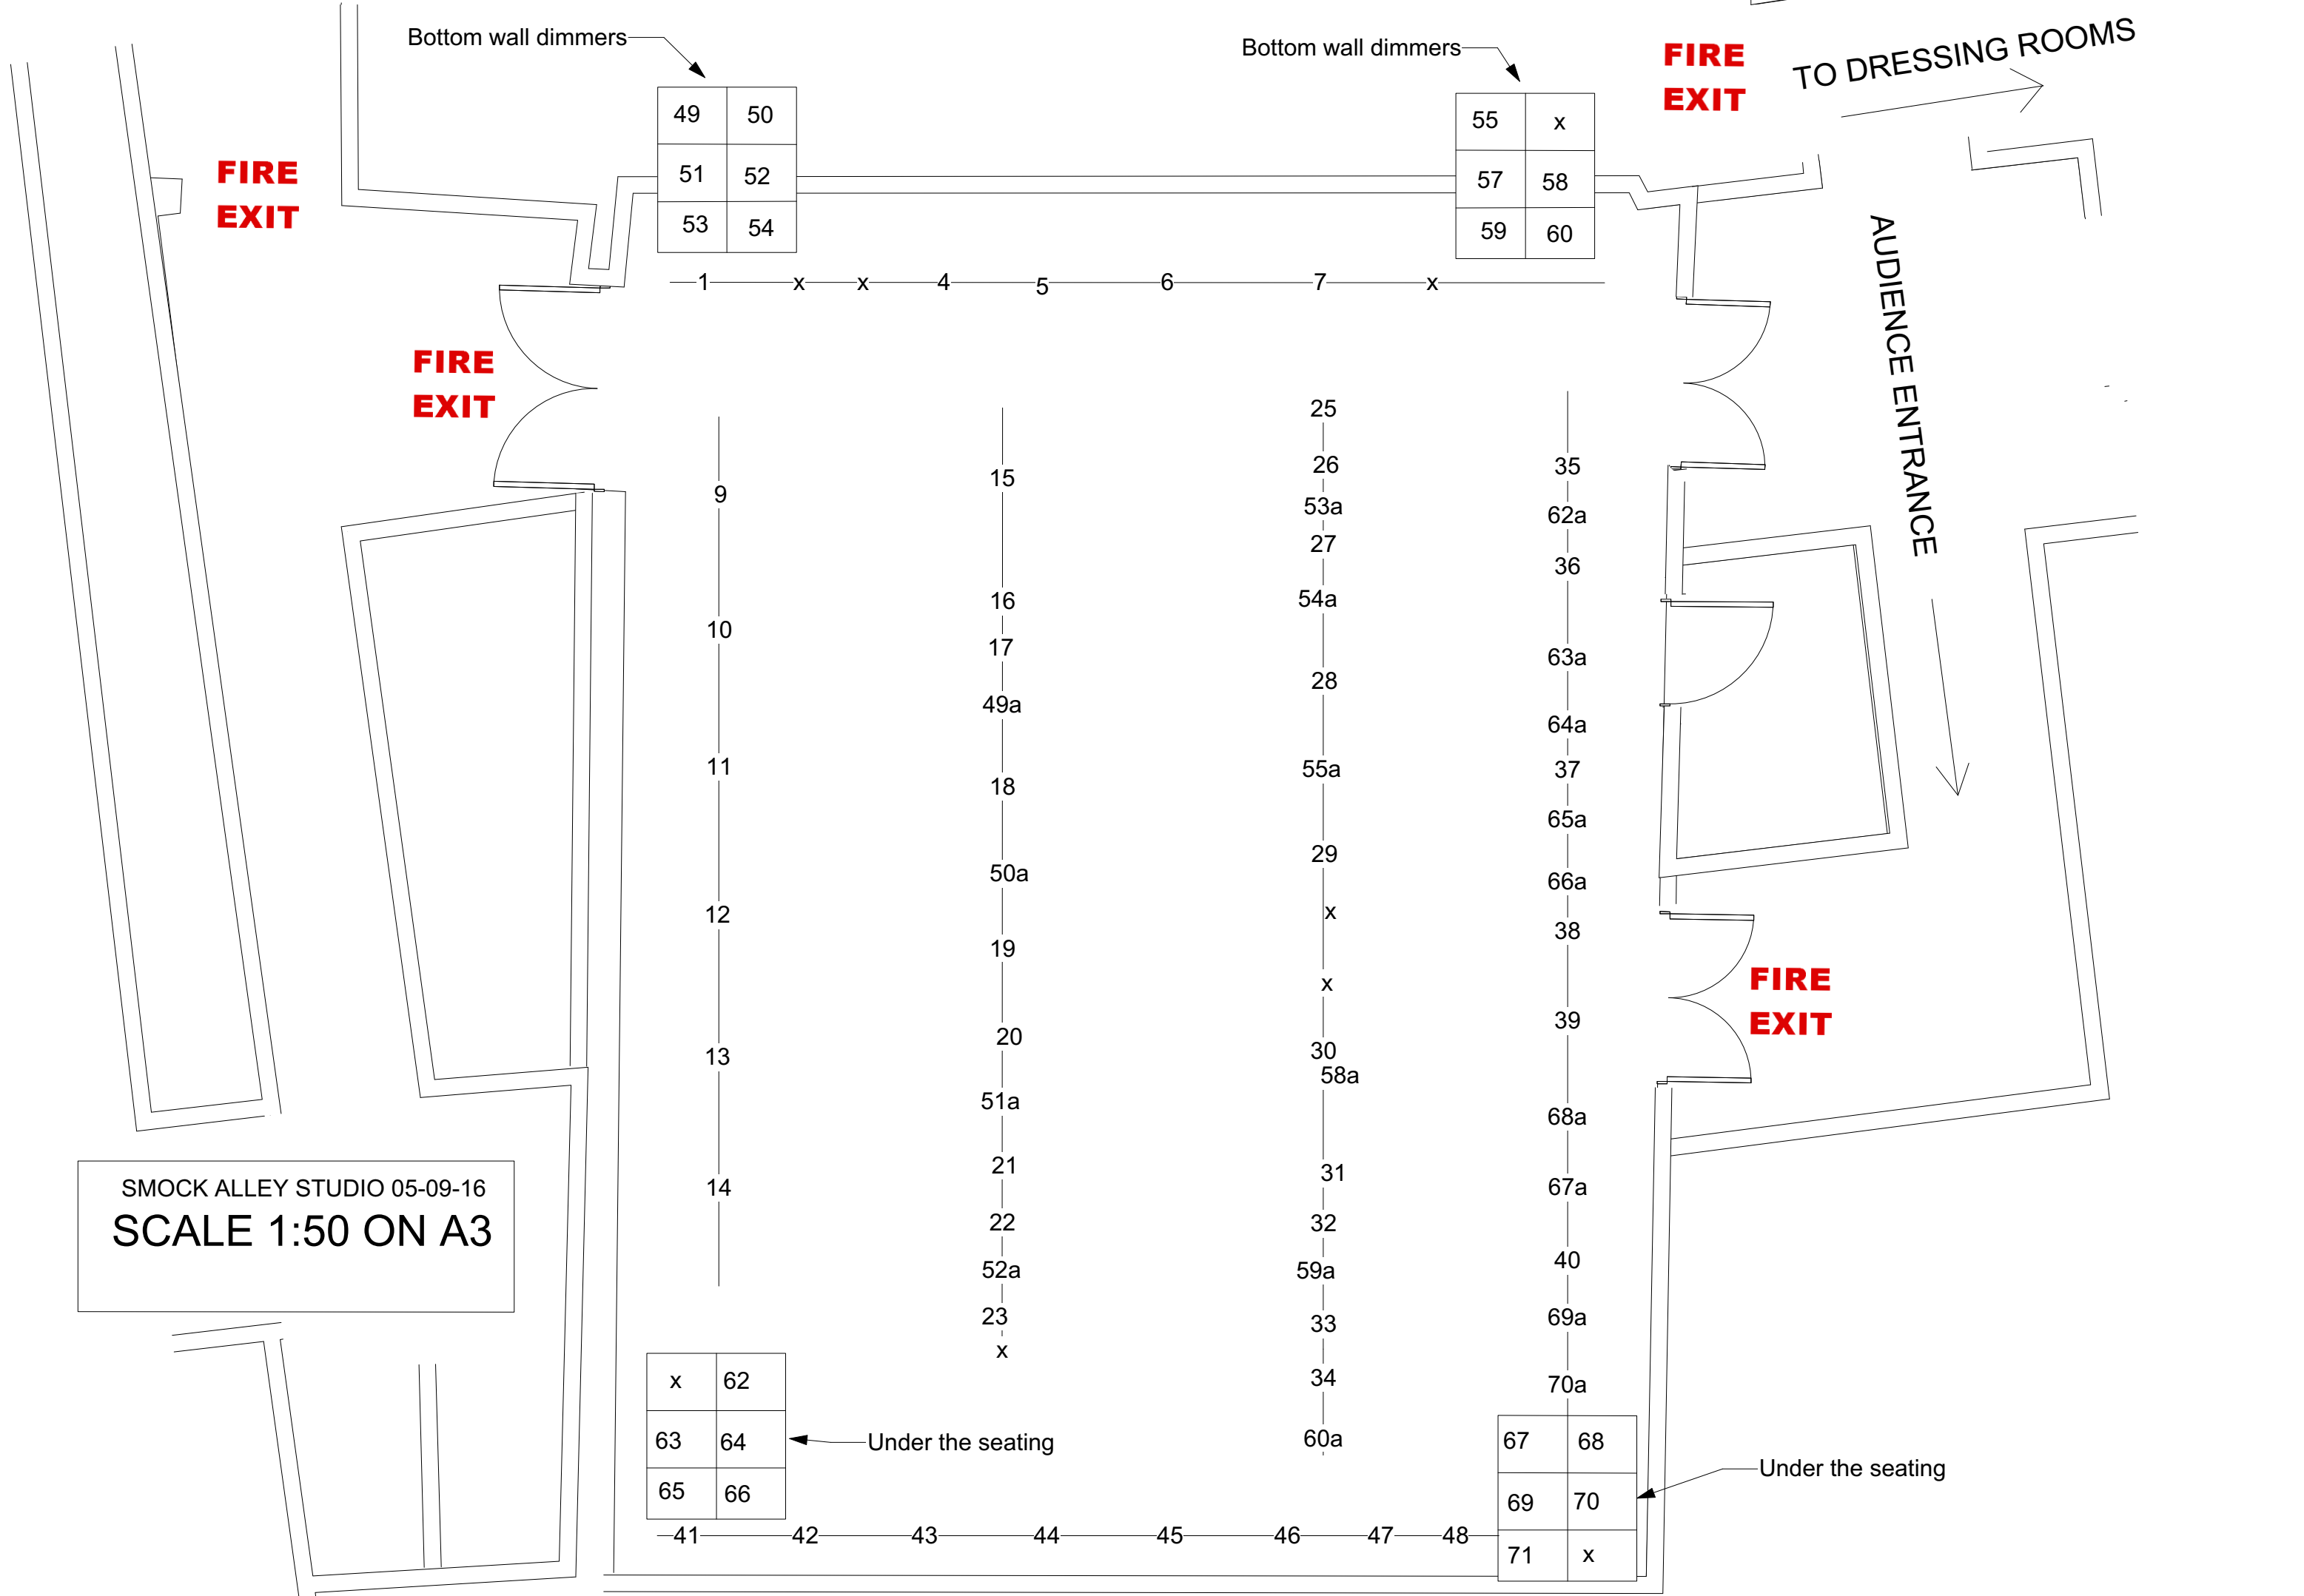 Bottom wall dimmers
Bottom wall dimmers
FIRE
EXIT
TO DRESSING ROOMS
49 50
51 52
53 54
55 x
57 58
59 60
FIRE
EXIT
AUDIENCE ENTRANCE
1 x x 4 5 6 7 x
FIRE
EXIT
9
10
11
12
13
14
15
16
17
49a
18
50a
19
20
51a
21
22
52a
23
x
25
26
53a
27
54a
28
55a
29
x
x
30
58a
31
32
59a
33
34
60a
35
62a
36
63a
64a
37
65a
66a
38
39
68a
67a
40
69a
70a
FIRE
EXIT
SMOCK ALLEY STUDIO 05-09-16
SCALE 1:50 ON A3
x 62
63 64
65 66
Under the seating
67 68
69 70
71 x
Under the seating
41 42 43 44 45 46 47 48